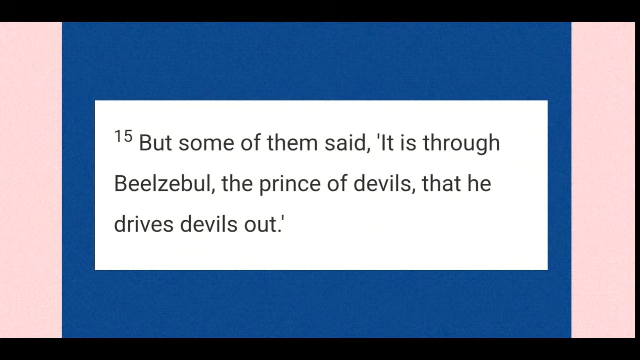 15 But some of them said, 'It is through
Beelzebul, the prince of devils, that he
drives devils out.'